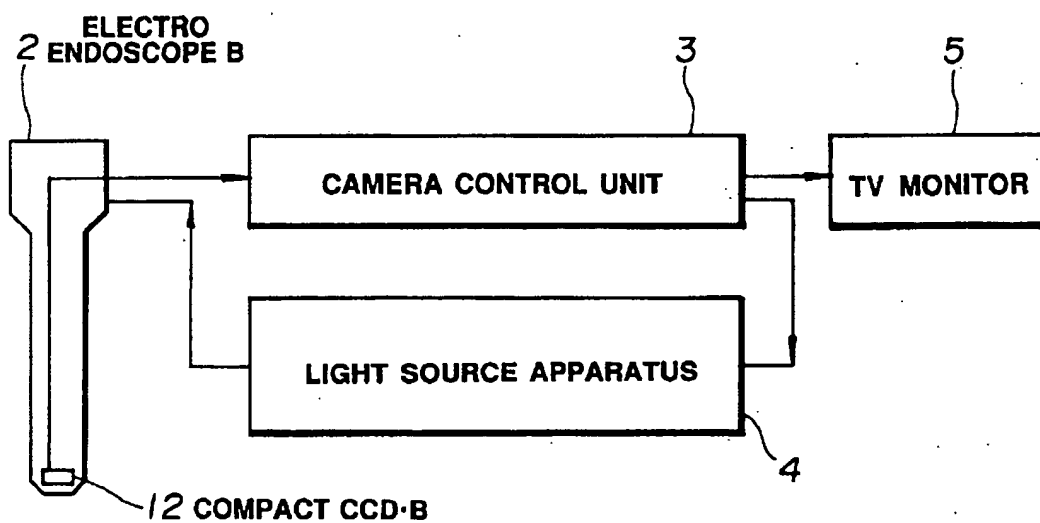 ELECTRO
2 ENDOSCOPE B
3
5
CAMERA CONTROL UNIT
TV MONITOR
LIGHT SOURCE APPARATUS
4
12 COMPACT CCD·B